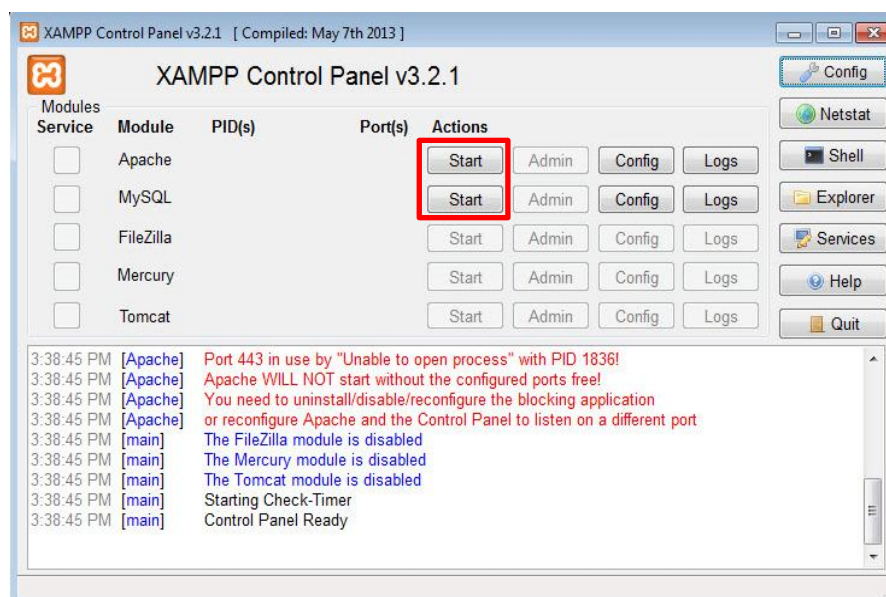 XAMPP Control Panel v3.2.1 [ Compiled: May 7th 2013 ]
XAMPP Control Panel v3.2.1
Config
Modules
Service Module PID(s) Port(s) Actions
Netstat
Apache Start Admin Config Logs
Shell
MySQL Start Admin Config Logs
Explorer
FileZilla Start Admin Config Logs
Services
Mercury Start Admin Config Logs
Help
Tomcat Start Admin Config Logs
Quit
3:38:45 PM [Apache] Port 443 in use by "Unable to open process" with PID 1836!
3:38:45 PM [Apache] Apache WILL NOT start without the configured ports free!
3:38:45 PM [Apache] You need to uninstall/disable/reconfigure the blocking application
3:38:45 PM [Apache] or reconfigure Apache and the Control Panel to listen on a different port
3:38:45 PM [main] The FileZilla module is disabled
3:38:45 PM [main] The Mercury module is disabled
3:38:45 PM [main] The Tomcat module is disabled
3:38:45 PM [main] Starting Check-Timer
3:38:45 PM [main] Control Panel Ready